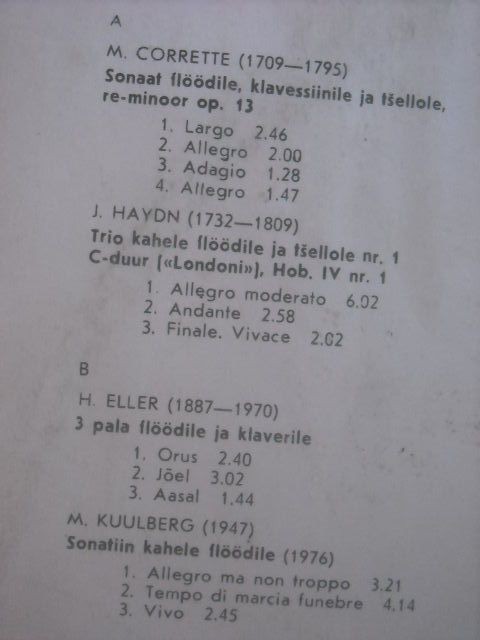 A
M. CORRETTE (1709—1795)
Sonaat flöödile, klavessiinile ja tšellole,
re-minoor op. 13
1. Largo 2.46
2. Allegro 2.00
3. Adagio 1.28
4. Allegro 1.47
J. HAYDN (1732—1809)
Trio kahele flöödile ja tšellole nr. 1
C-duur («Londoni»), Hob. IV nr. 1
1. Allegro moderato 6.02
2. Andante 2.58
3. Finale. Vivace 2.02
B
H. ELLER (1887—1970)
3 pala flöödile ja klaverile
1. Orus 2.40
2. Jõel 3.02
3. Aasal 1.44
M. KUULBERG (1947)
Sonatiin kahele flöödile (1976)
1. Allegro ma non troppo 3.21
2. Tempo di marcia funebre 4.14
3. Vivo 2.45